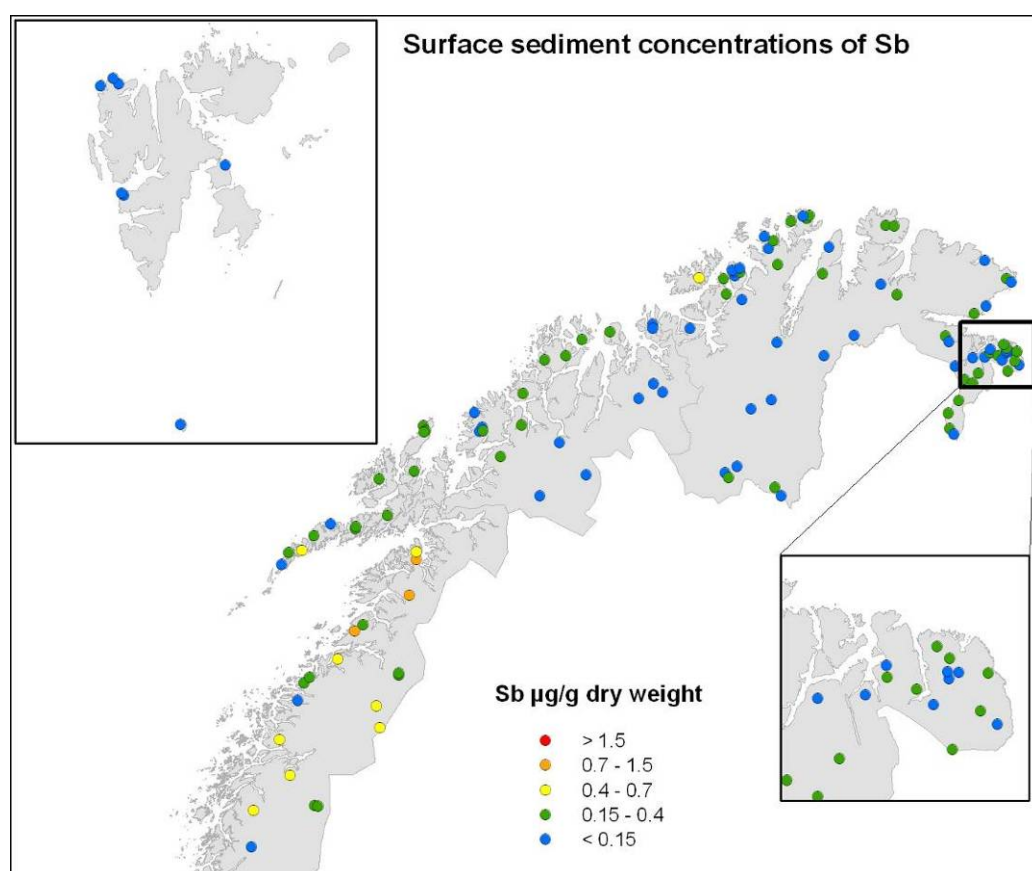 Surface sediment concentrations of Sb
Sb µg/g dry weight
> 1.5
0.7 - 1.5
0.4 - 0.7
0.15 - 0.4
< 0.15